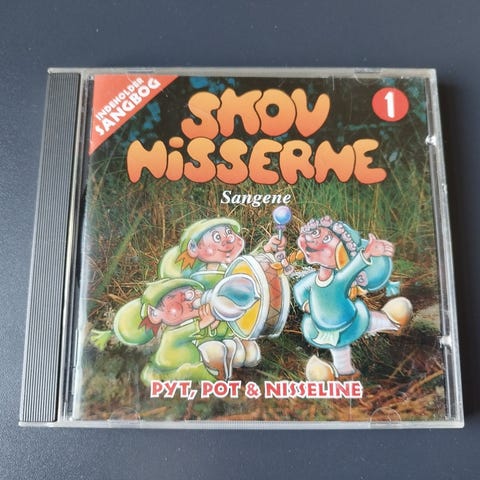 INDEHOLDER
SANGBOG
SKOV
NISSERNE
1
Sangene
PYT, POT & NISSELINE